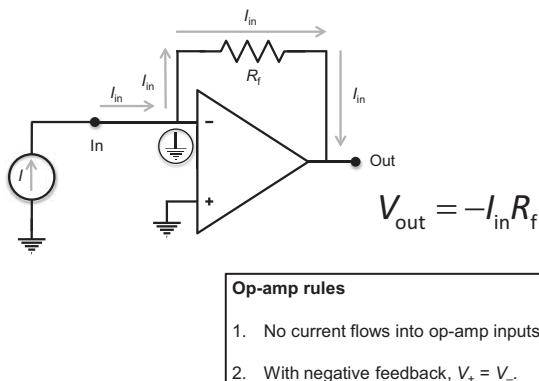 I_in
I_in
I_in
R_f
I_in
In
I
−
+
Out
V_out = −I_in R_f
Op-amp rules
1. No current flows into op-amp inputs
2. With negative feedback, V_+ = V_−.